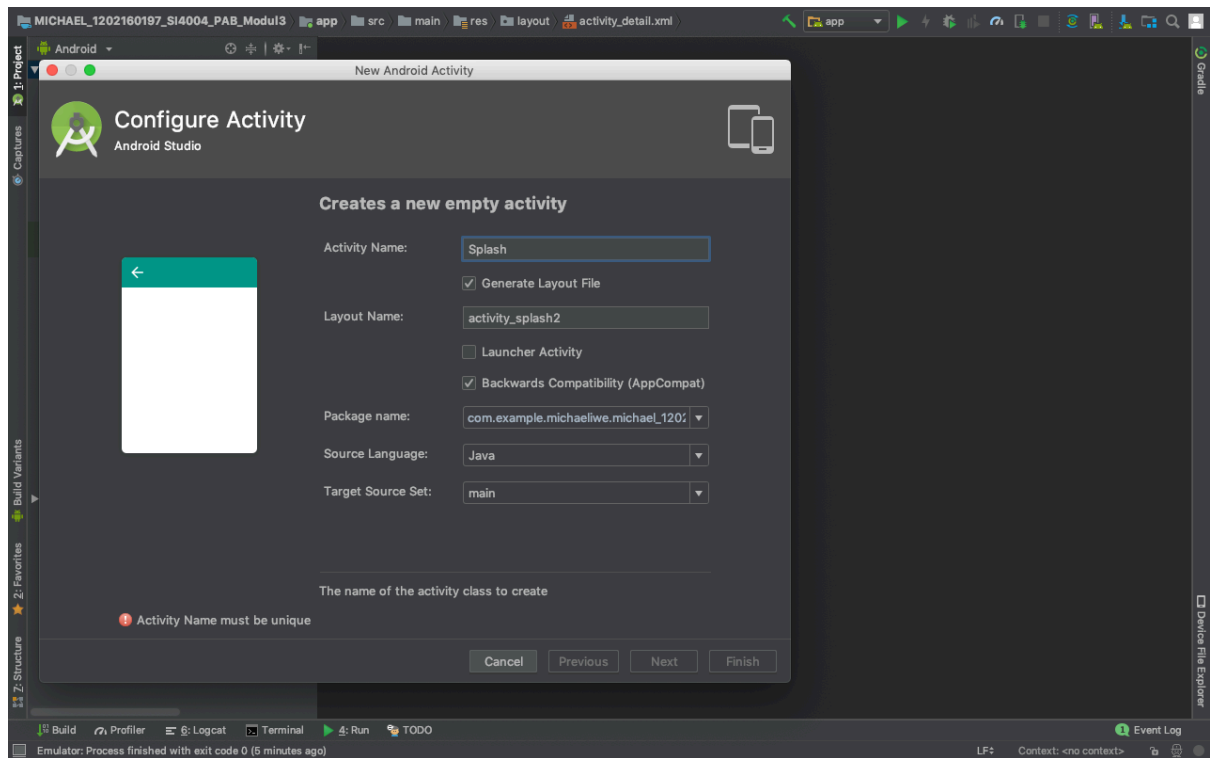 MICHAEL_1202160197_SI4004_PAB_Modul3 app src main res layout activity_detail.xml app
Android
1: Project
Captures
Build Variants
2: Favorites
Z: Structure
Gradle
Device File Explorer
New Android Activity
Configure Activity
Android Studio
Creates a new empty activity
Activity Name: Splash
Generate Layout File
Layout Name: activity_splash2
Launcher Activity
Backwards Compatibility (AppCompat)
Package name: com.example.michaeliwe.michael_1202
Source Language: Java
Target Source Set: main
The name of the activity class to create
Activity Name must be unique
Cancel Previous Next Finish
Build Profiler 6: Logcat Terminal 4: Run TODO 1 Event Log
Emulator: Process finished with exit code 0 (5 minutes ago) LF Context: <no context>